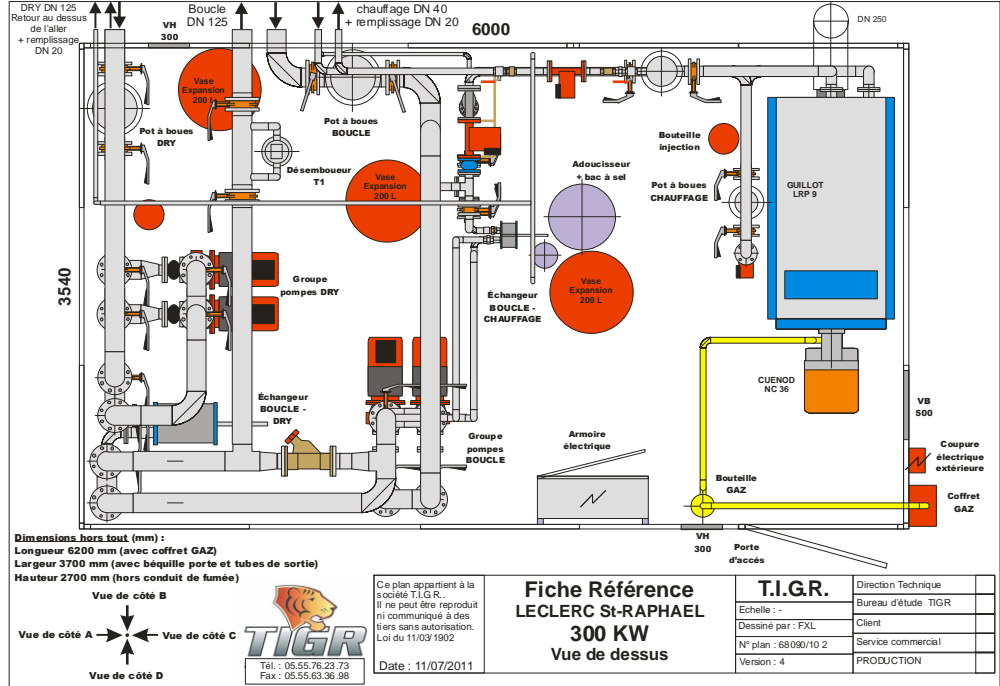 DRY DN 125
Retour au dessus
de l'aller
+ remplissage
DN 20
VH
300
Boucle
DN 125
chauffage DN 40
+ remplissage DN 20
6000
DN 250
Vase
Expansion
200 L
Pot à boues
DRY
Pot à boues
BOUCLE
Désemboueur
T1
Vase
Expansion
200 L
Adoucisseur
+ bac à sel
Bouteille
injection
Pot à boues
CHAUFFAGE
GUILLOT
LRP 9
3540
Groupe
pompes DRY
Échangeur
BOUCLE -
CHAUFFAGE
Vase
Expansion
200 L
CUENOD
NC 36
VB
500
Échangeur
BOUCLE -
DRY
Groupe
pompes
BOUCLE
Armoire
électrique
Bouteille
GAZ
Coupure
électrique
extérieure
Coffret
GAZ
VH
300
Porte
d'accés
Dimensions hors tout (mm) :
Longueur 6200 mm (avec coffret GAZ)
Largeur 3700 mm (avec béquille porte et tubes de sortie)
Hauteur 2700 mm (hors conduit de fumée)
Vue de côté B
Vue de côté A
Vue de côté C
Vue de côté D
TIGR
Tél. : 05.55.76.23.73
Fax : 05.55.63.36.98
Ce plan appartient à la
société T.I.G.R..
Il ne peut être reproduit
ni communiqué à des
tiers sans autorisation.
Loi du 11/03/1902
Date : 11/07/2011
Fiche Référence
LECLERC St-RAPHAEL
300 KW
Vue de dessus
T.I.G.R.
Echelle : -
Dessiné par : FXL
N° plan : 68090/10 2
Version : 4
Direction Technique
Bureau d'étude TIGR
Client
Service commercial
PRODUCTION